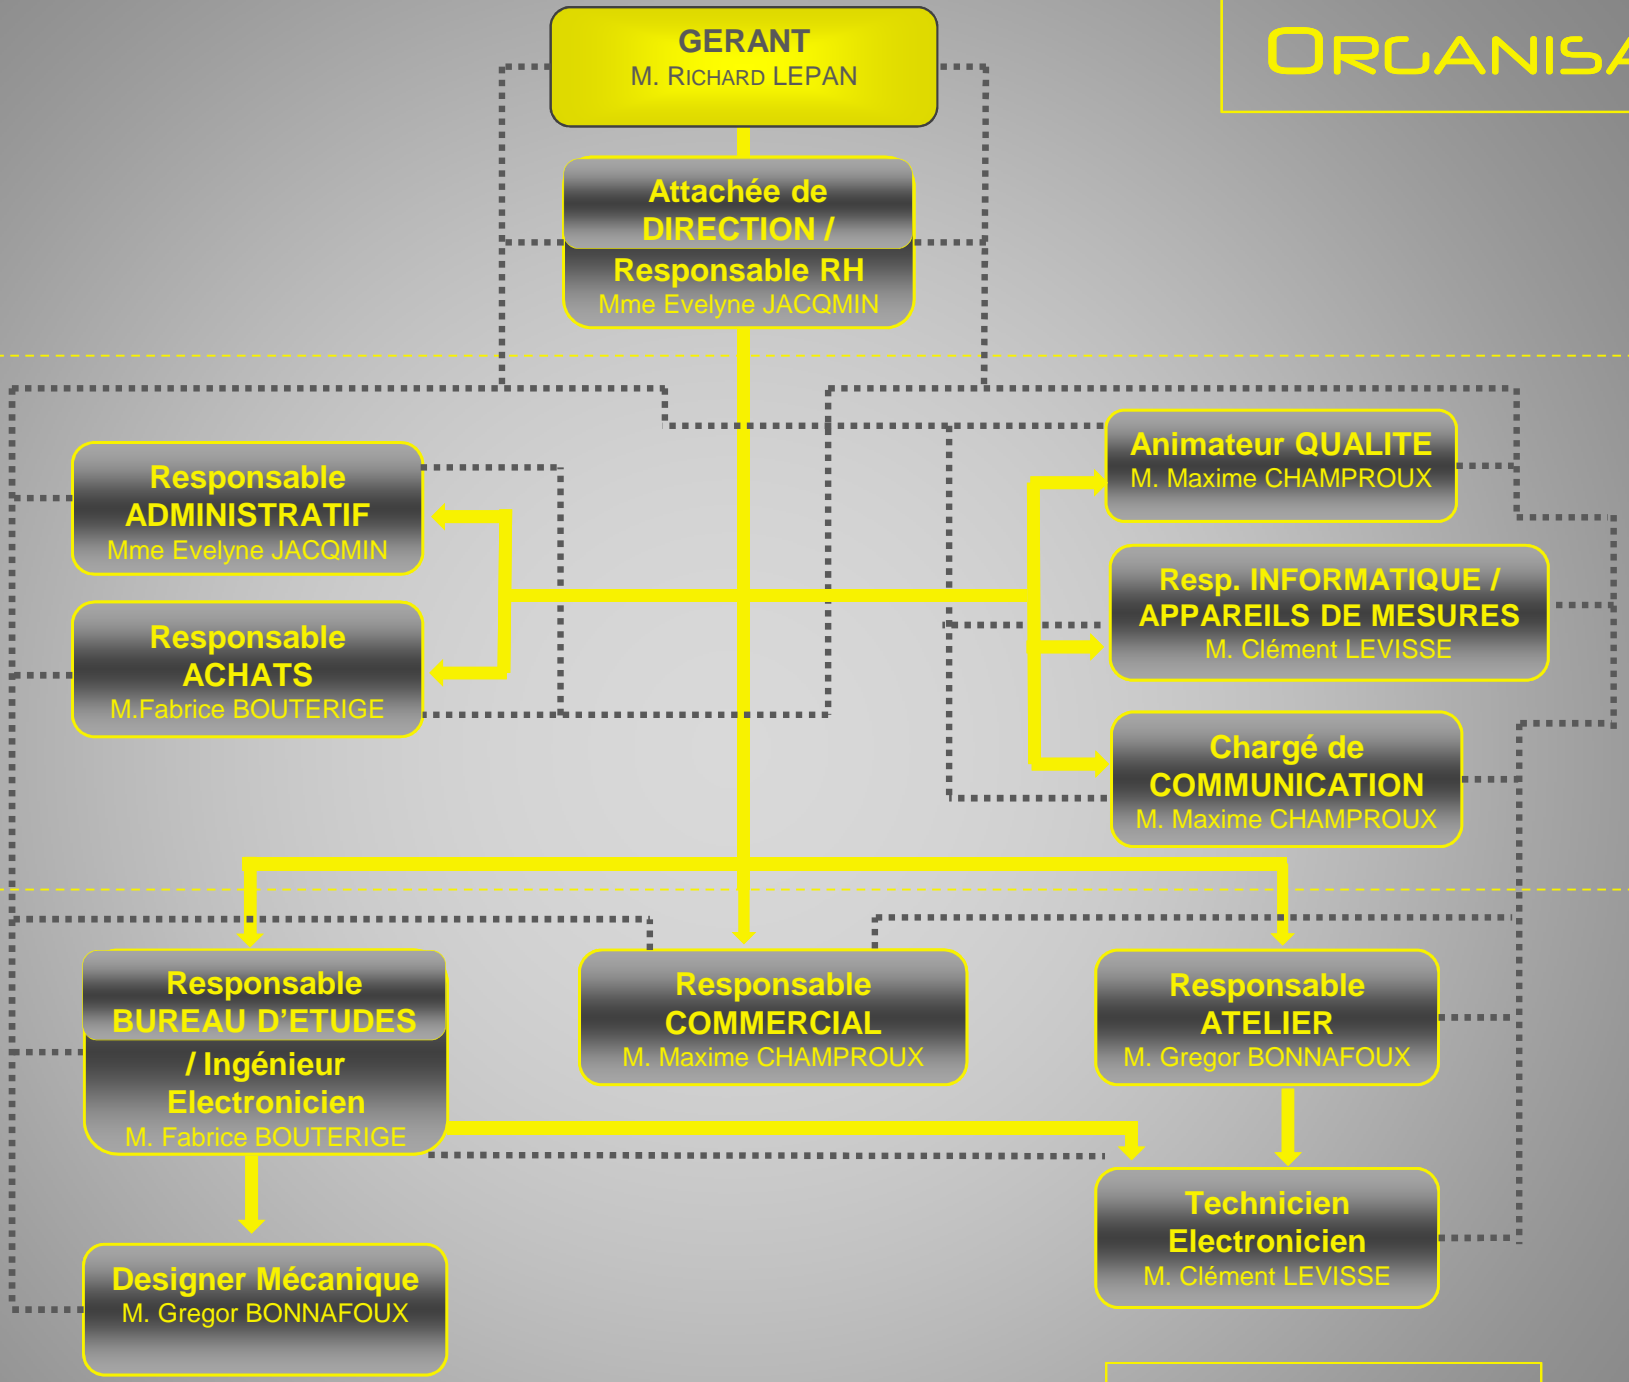 GERANT
M. RICHARD LEPAN
ORGANISA
Attachée de
DIRECTION /
Responsable RH
Mme Evelyne JACQMIN
Animateur QUALITE
M. Maxime CHAMPROUX
Responsable
ADMINISTRATIF
Mme Evelyne JACQMIN
Resp. INFORMATIQUE /
APPAREILS DE MESURES
M. Clément LEVISSE
Responsable
ACHATS
M.Fabrice BOUTERIGE
Chargé de
COMMUNICATION
M. Maxime CHAMPROUX
Responsable
BUREAU D’ETUDES
/ Ingénieur
Electronicien
M. Fabrice BOUTERIGE
Responsable
COMMERCIAL
M. Maxime CHAMPROUX
Responsable
ATELIER
M. Gregor BONNAFOUX
Technicien
Electronicien
M. Clément LEVISSE
Designer Mécanique
M. Gregor BONNAFOUX